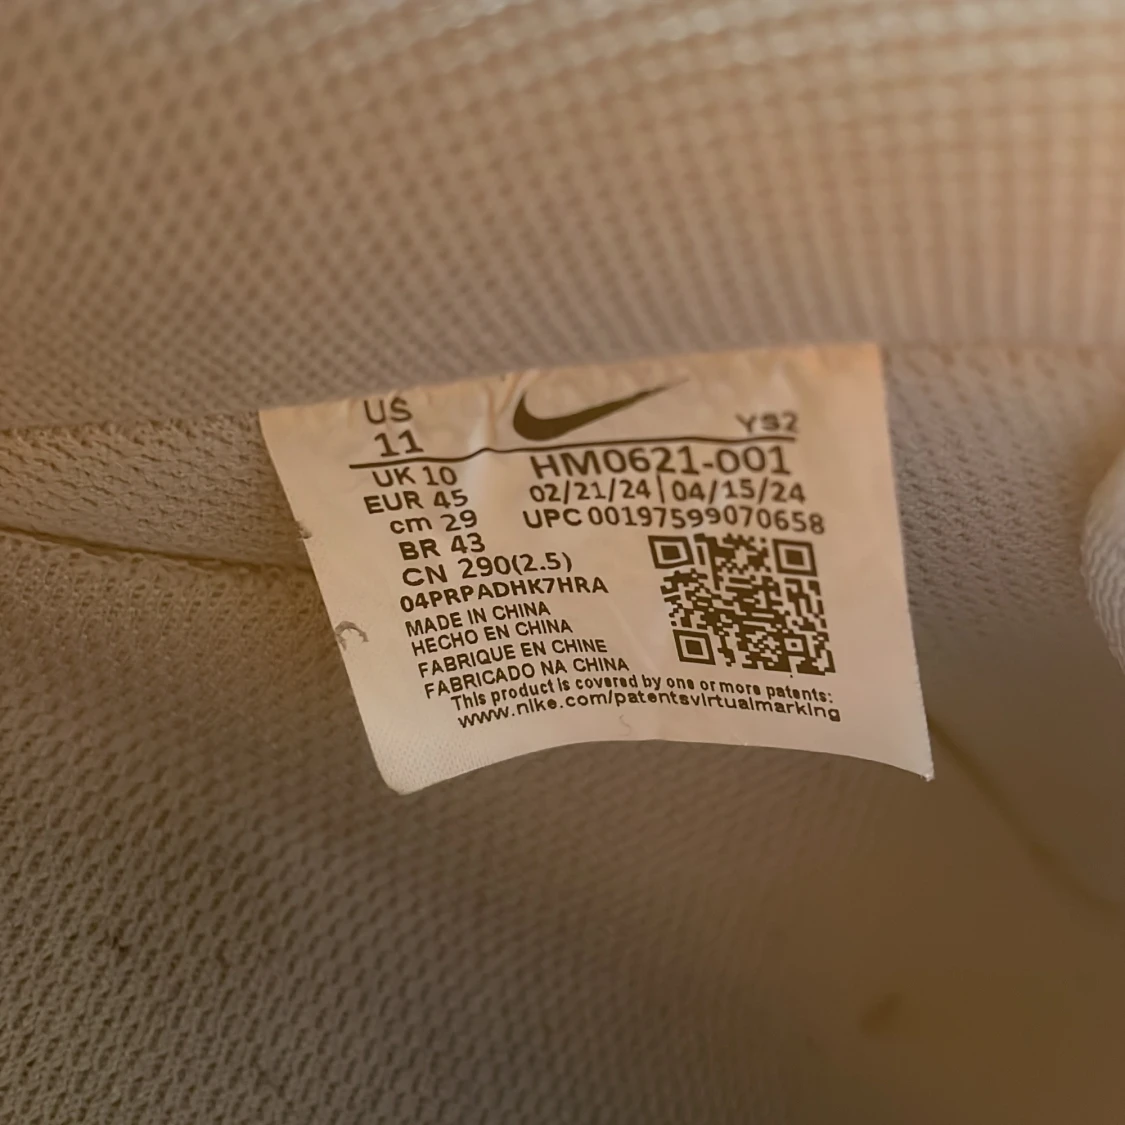 US
11
YS2
UK 10
EUR 45
cm 29
BR 43
CN 290(2.5)
HM0621-001
02/21/24|04/15/24
UPC 00197599070658
04PRPADHK7HRA
MADE IN CHINA
HECHO EN CHINA
FABRIQUE EN CHINE
FABRICADO NA CHINA
This product is covered by one or more patents:
www.nike.com/patentsvirtualmarking